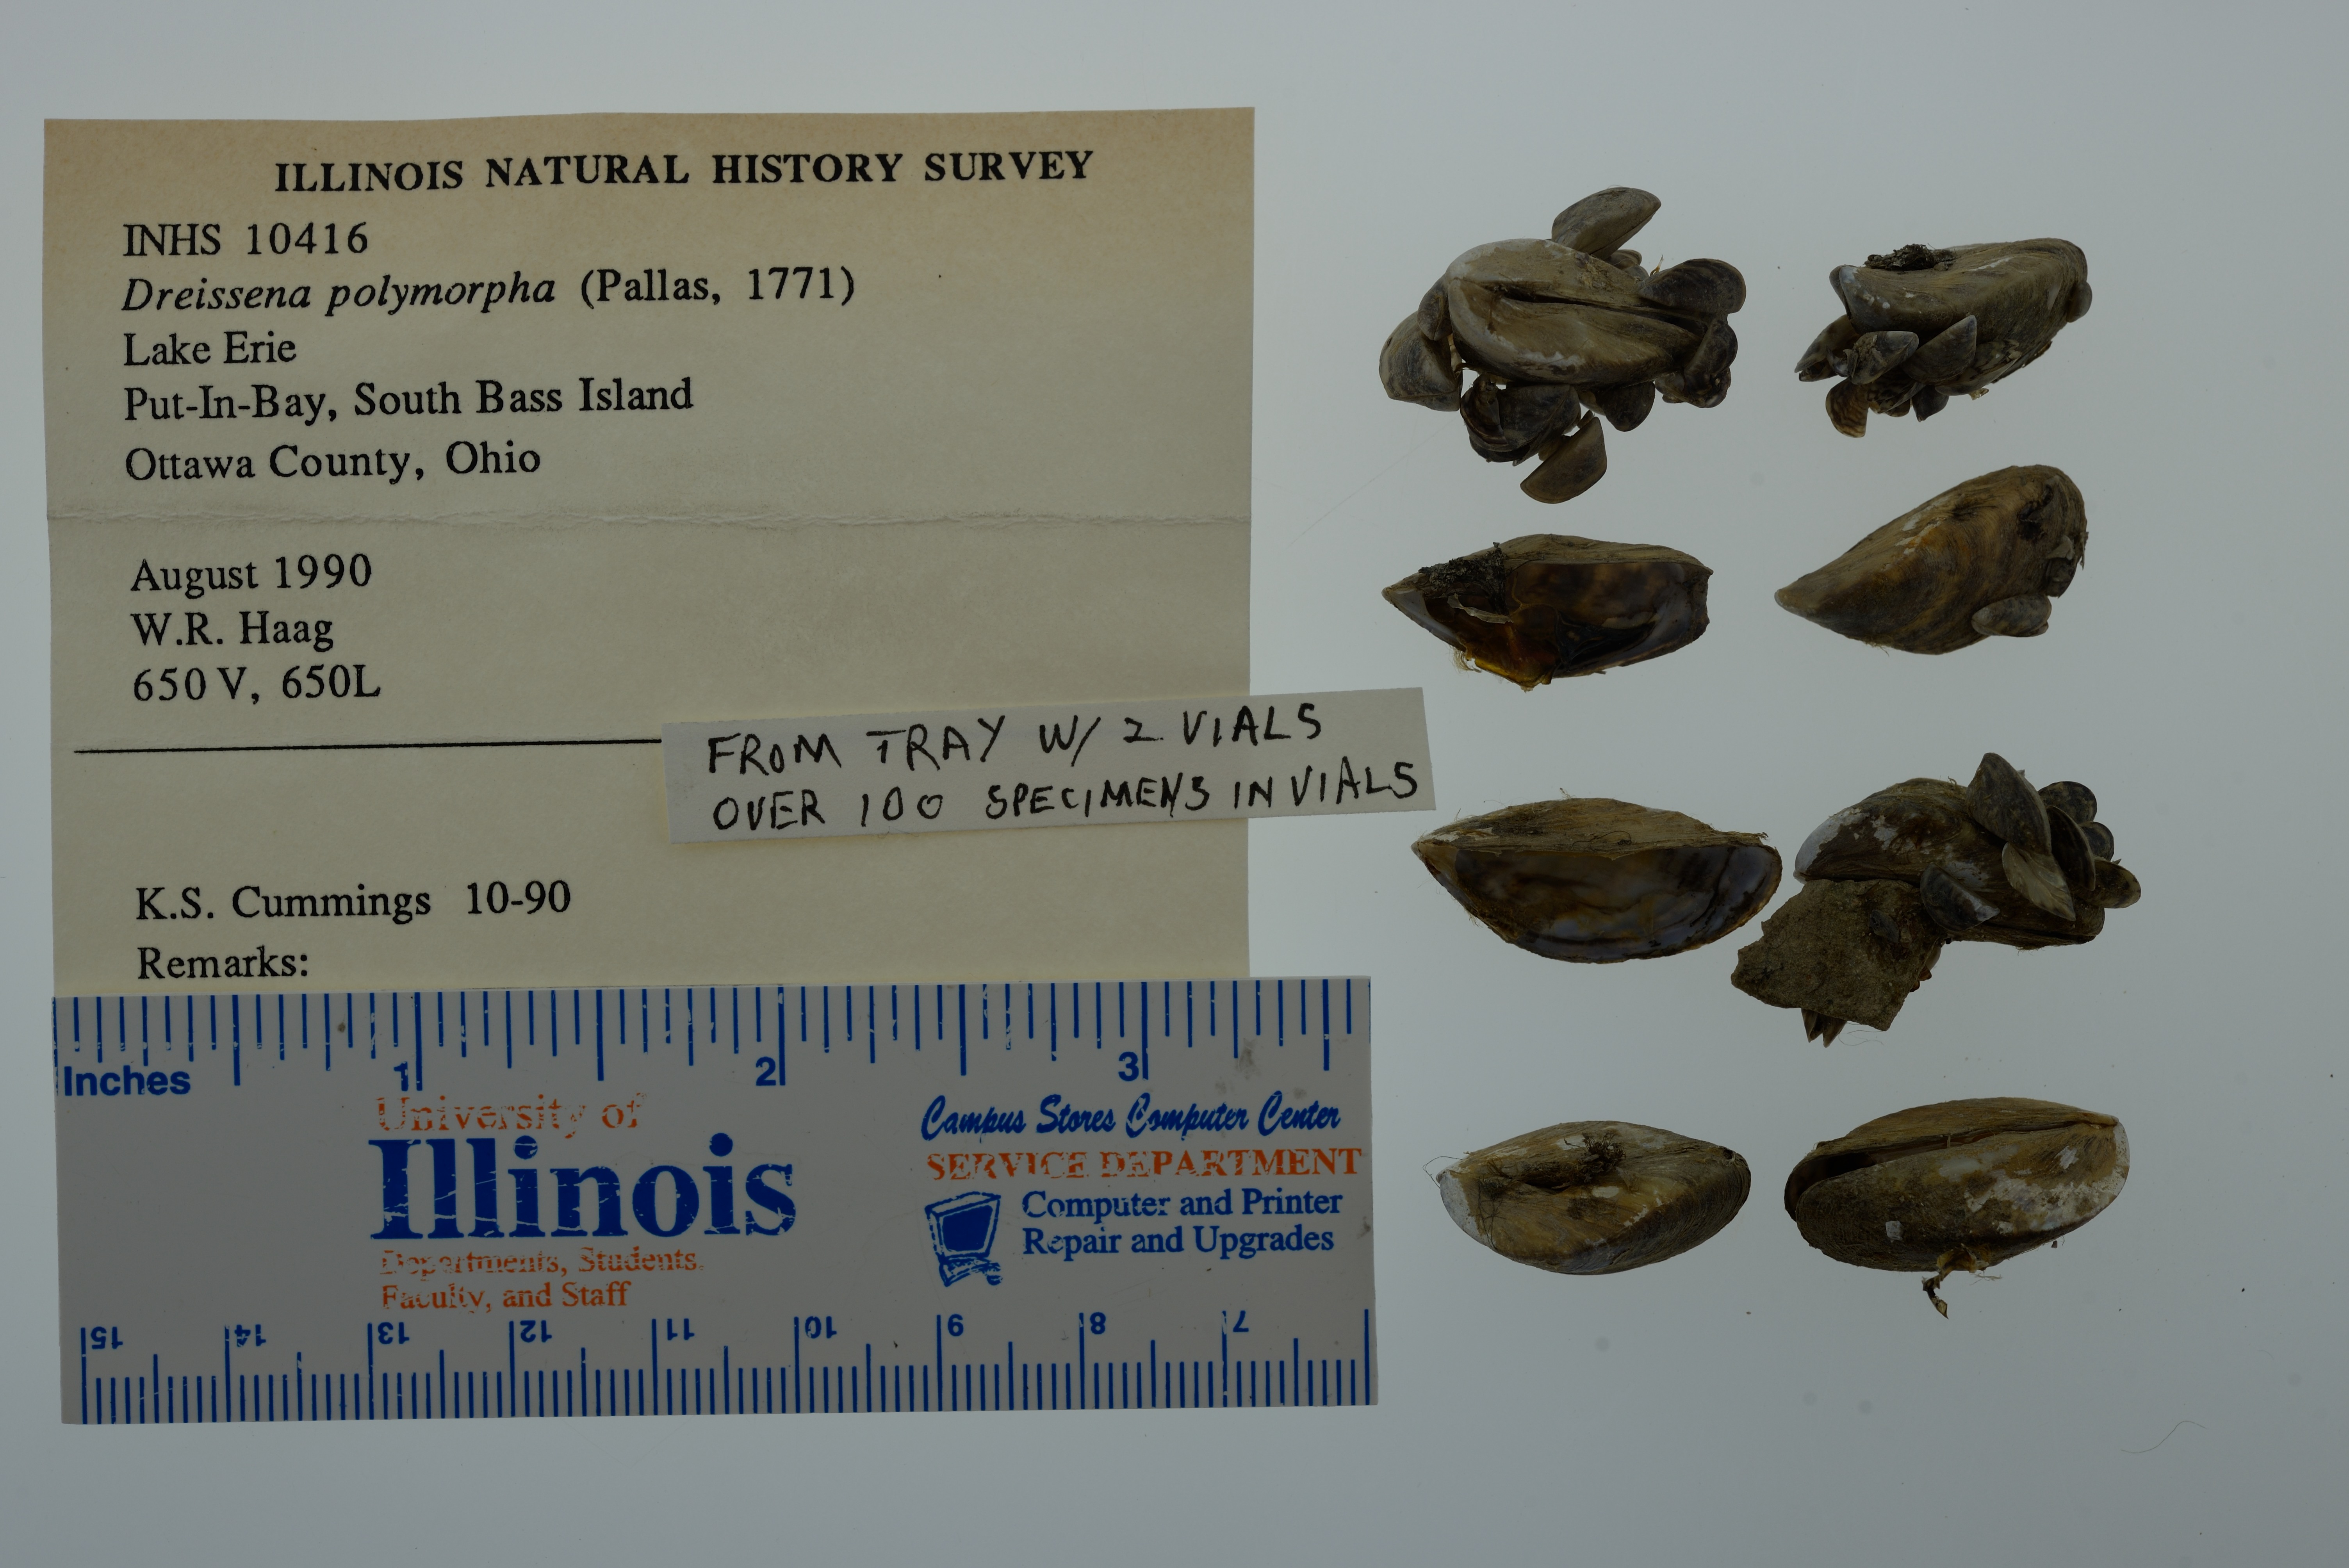 ILLINOIS NATURAL HISTORY SURVEY
INHS 10416
Dreissena polymorpha (Pallas, 1771)
Lake Erie
Put-In-Bay, South Bass Island
Ottawa County, Ohio
August 1990
W.R. Haag
650 V, 650L
FROM TRAY W/ 2 VIALS
OVER 100 SPECIMENS IN VIALS
K.S. Cummings 10-90
Remarks:
1 2 3
Inches
University of
Illinois
Departments, Students,
Faculty, and Staff
Campus Stores Computer Center
SERVICE DEPARTMENT
Computer and Printer
Repair and Upgrades
15 14 13 12 11 10 9 8 7